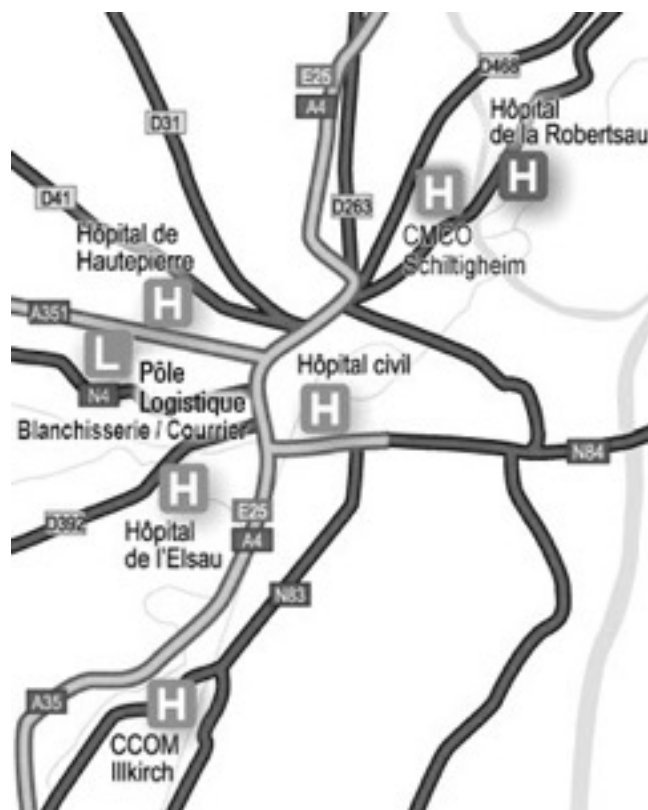 E25
A4
D468
Hôpital
de la Robertsau
D31
H
H
D41
D263
Hôpital de
Hautepierre
CMCO
Schiltigheim
H
A351
L
Hôpital civil
Pôle
Logistique
N4
H
Blanchisserie / Courrier
N84
H
E25
D392
Hôpital
de l'Elsau
A4
N83
A35
H
CCOM
Illkirch